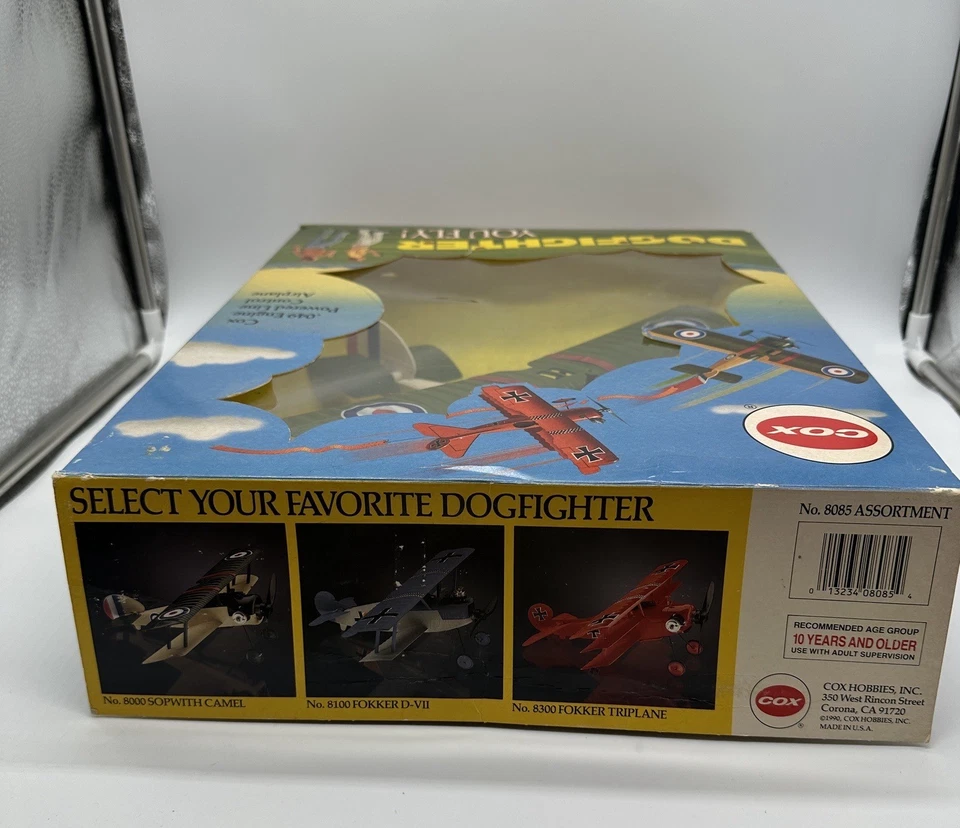 DOGFIGHTER
YOU FLY!
Cox
.049 Engine
Powered Line
Control
Airplane
COX
®
SELECT YOUR FAVORITE DOGFIGHTER
No. 8000 SOPWITH CAMEL
No. 8100 FOKKER D-VII
No. 8300 FOKKER TRIPLANE
No. 8085 ASSORTMENT
0 13234 08085 4
RECOMMENDED AGE GROUP
10 YEARS AND OLDER
USE WITH ADULT SUPERVISION
COX
®
COX HOBBIES, INC.
350 West Rincon Street
Corona, CA 91720
©1990, COX HOBBIES, INC.
MADE IN U.S.A.